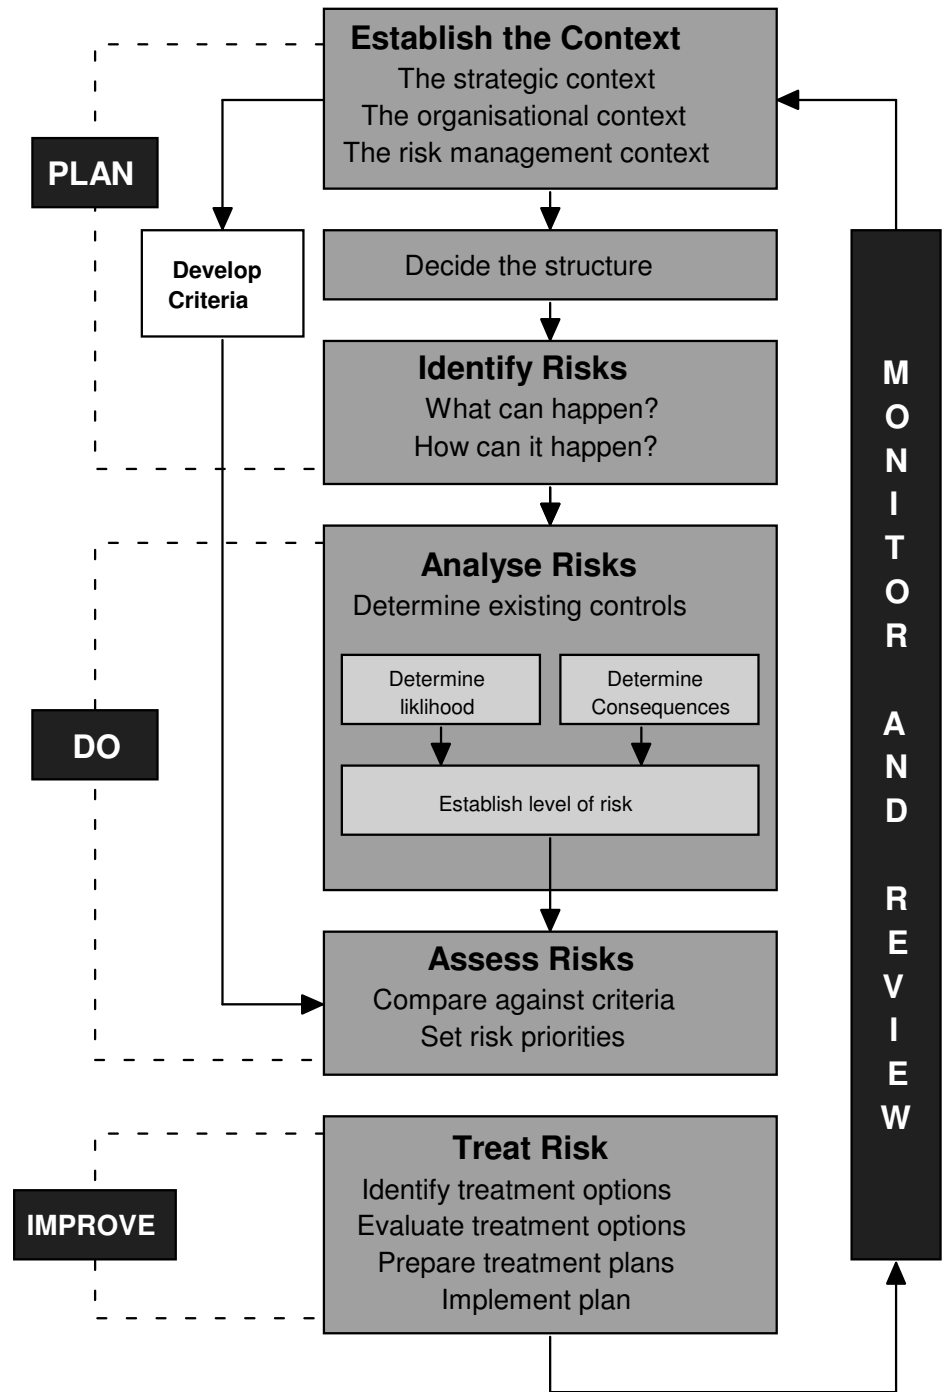 Establish the Context
The strategic context
The organisational context
The risk management context
PLAN
Develop
Criteria
Decide the structure
Identify Risks
What can happen?
How can it happen?
Analyse Risks
Determine existing controls
Determine
liklihood
Determine
Consequences
Establish level of risk
DO
Assess Risks
Compare against criteria
Set risk priorities
Treat Risk
Identify treatment options
Evaluate treatment options
Prepare treatment plans
Implement plan
IMPROVE
MONITOR AND REVIEW